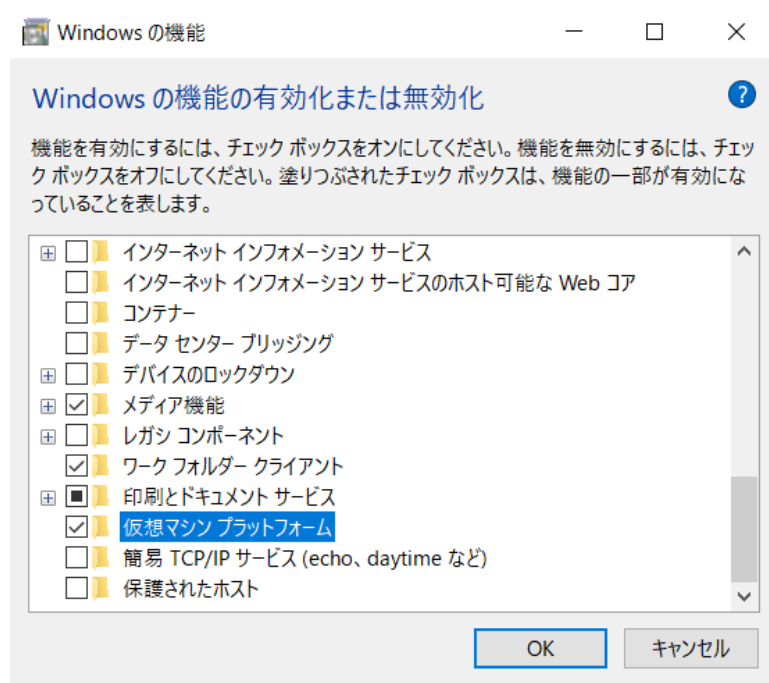 Windows の機能
Windows の機能の有効化または無効化
機能を有効にするには、チェック ボックスをオンにしてください。機能を無効にするには、チェッ
ク ボックスをオフにしてください。塗りつぶされたチェック ボックスは、機能の一部が有効にな
っていることを表します。
インターネット インフォメーション サービス
インターネット インフォメーション サービスのホスト可能な Web コア
コンテナー
データ センター ブリッジング
デバイスのロックダウン
メディア機能
レガシ コンポーネント
ワーク フォルダー クライアント
印刷とドキュメント サービス
仮想マシン プラットフォーム
簡易 TCP/IP サービス (echo、daytime など)
保護されたホスト
OK
キャンセル